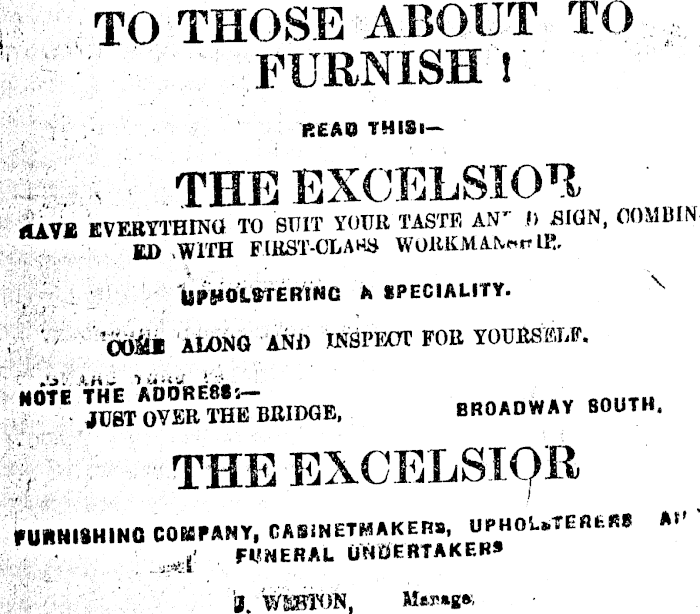 TO THOSE ABOUT TO
FURNISH!
READ THIS:—
THE EXCELSIOR
HAVE EVERYTHING TO SUIT YOUR TASTE AND SIGN, COMBIN-
ED WITH FIRST-CLASS WORKMANSHIP.
UPHOLSTERING A SPECIALITY.
COME ALONG AND INSPECT FOR YOURSELF.
NOTE THE ADDRESS:—
JUST OVER THE BRIDGE, BROADWAY SOUTH,
THE EXCELSIOR
FURNISHING COMPANY, CABINETMAKERS, UPHOLSTERERS
FUNERAL UNDERTAKERS
J. WESTON, Manage